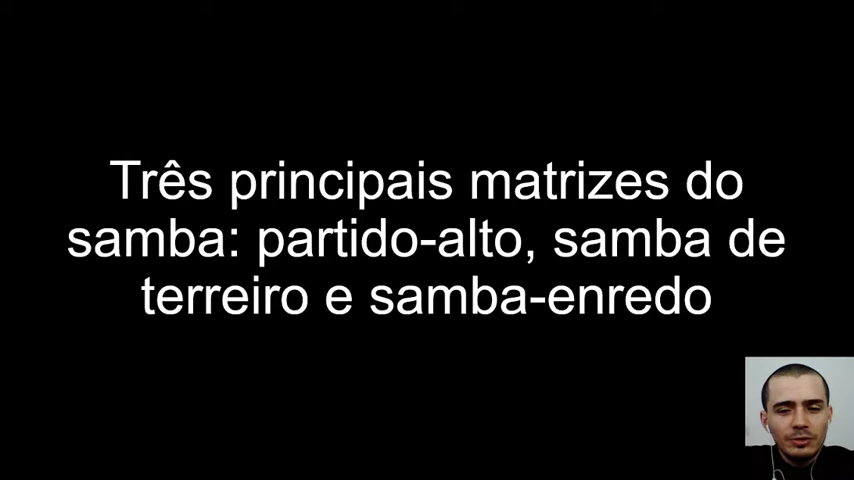 Três principais matrizes do
samba: partido-alto, samba de
terreiro e samba-enredo